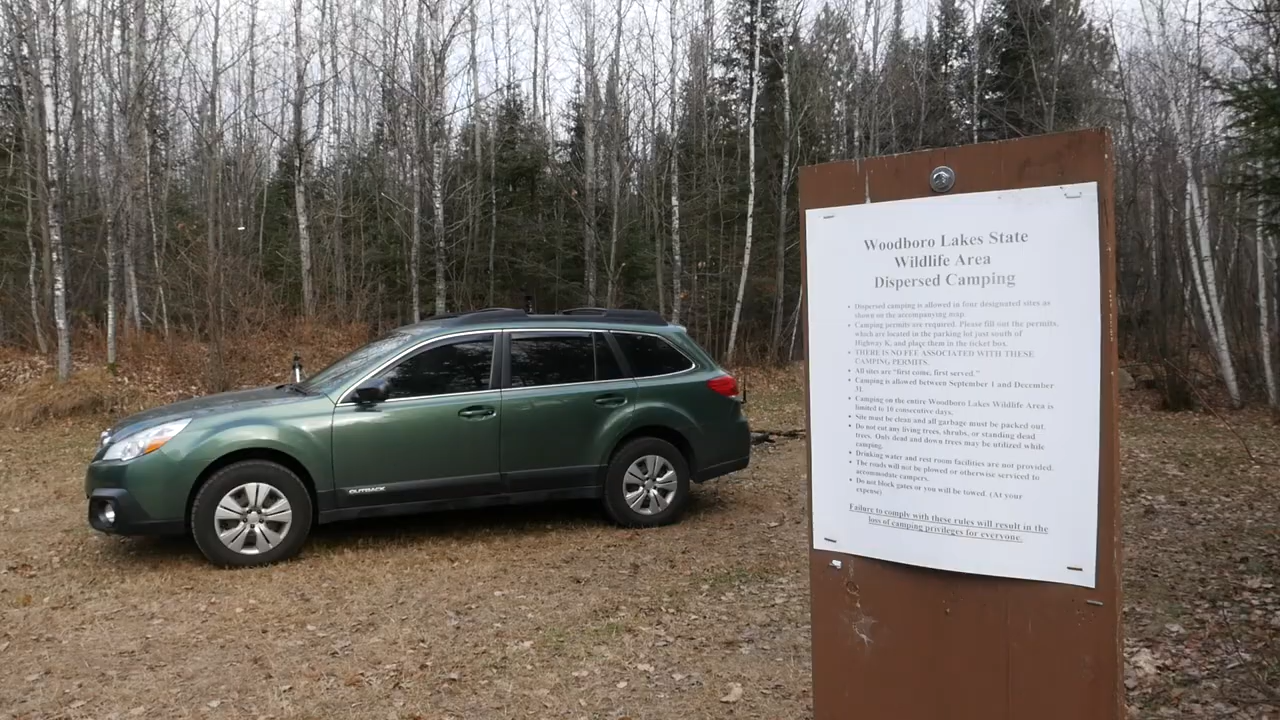 Woodboro Lakes State
Wildlife Area
Dispersed Camping
Dispersed camping is allowed in four designated sites as
shown on the accompanying map.
Camping permits are required. Please fill out the permits,
which are located in the parking lot just south of
Highway K, and place them in the ticket box.
THERE IS NO FEE ASSOCIATED WITH THESE
CAMPING PERMITS.
All sites are "first come, first served."
Camping is allowed between September 1 and December
31.
Camping on the entire Woodboro Lakes Wildlife Area is
limited to 10 consecutive days.
Site must be clean and all garbage must be packed out.
Do not cut any living trees, shrubs, or standing dead
trees. Only dead and down trees may be utilized while
camping.
Drinking water and rest room facilities are not provided.
The roads will not be plowed or otherwise serviced to
accommodate campers.
Do not block gates or you will be towed. (At your
expense)
Failure to comply with these rules will result in the
loss of camping privileges for everyone.
OUTBACK